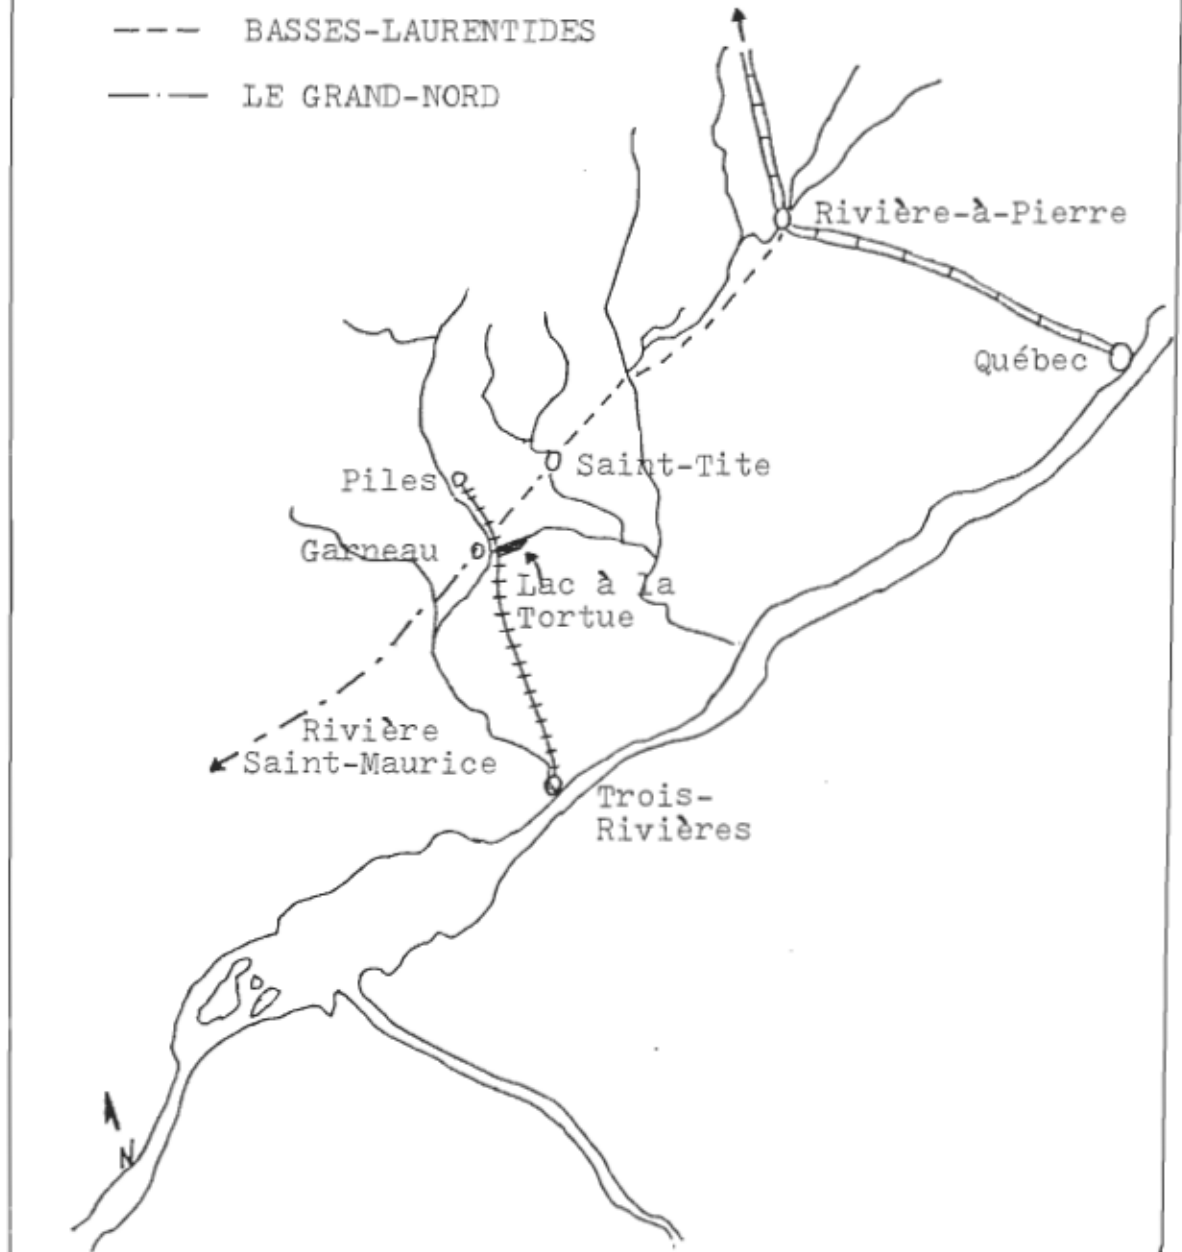 BASSES-LAURENTIDES
LE GRAND-NORD
Rivière-à-Pierre
Québec
Saint-Tite
Piles
Garneau
Lac à la
Tortue
Rivière
Saint-Maurice
Trois-
Rivières
N